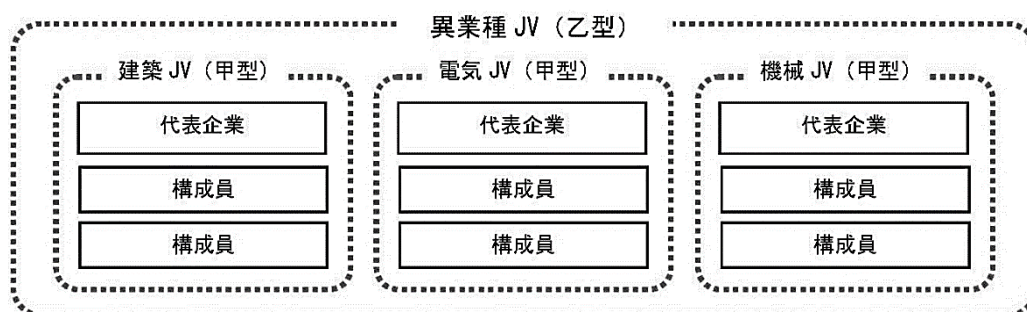 異業種 JV（乙型）
建築 JV（甲型）
代表企業
構成員
構成員
電気 JV（甲型）
代表企業
構成員
構成員
機械 JV（甲型）
代表企業
構成員
構成員